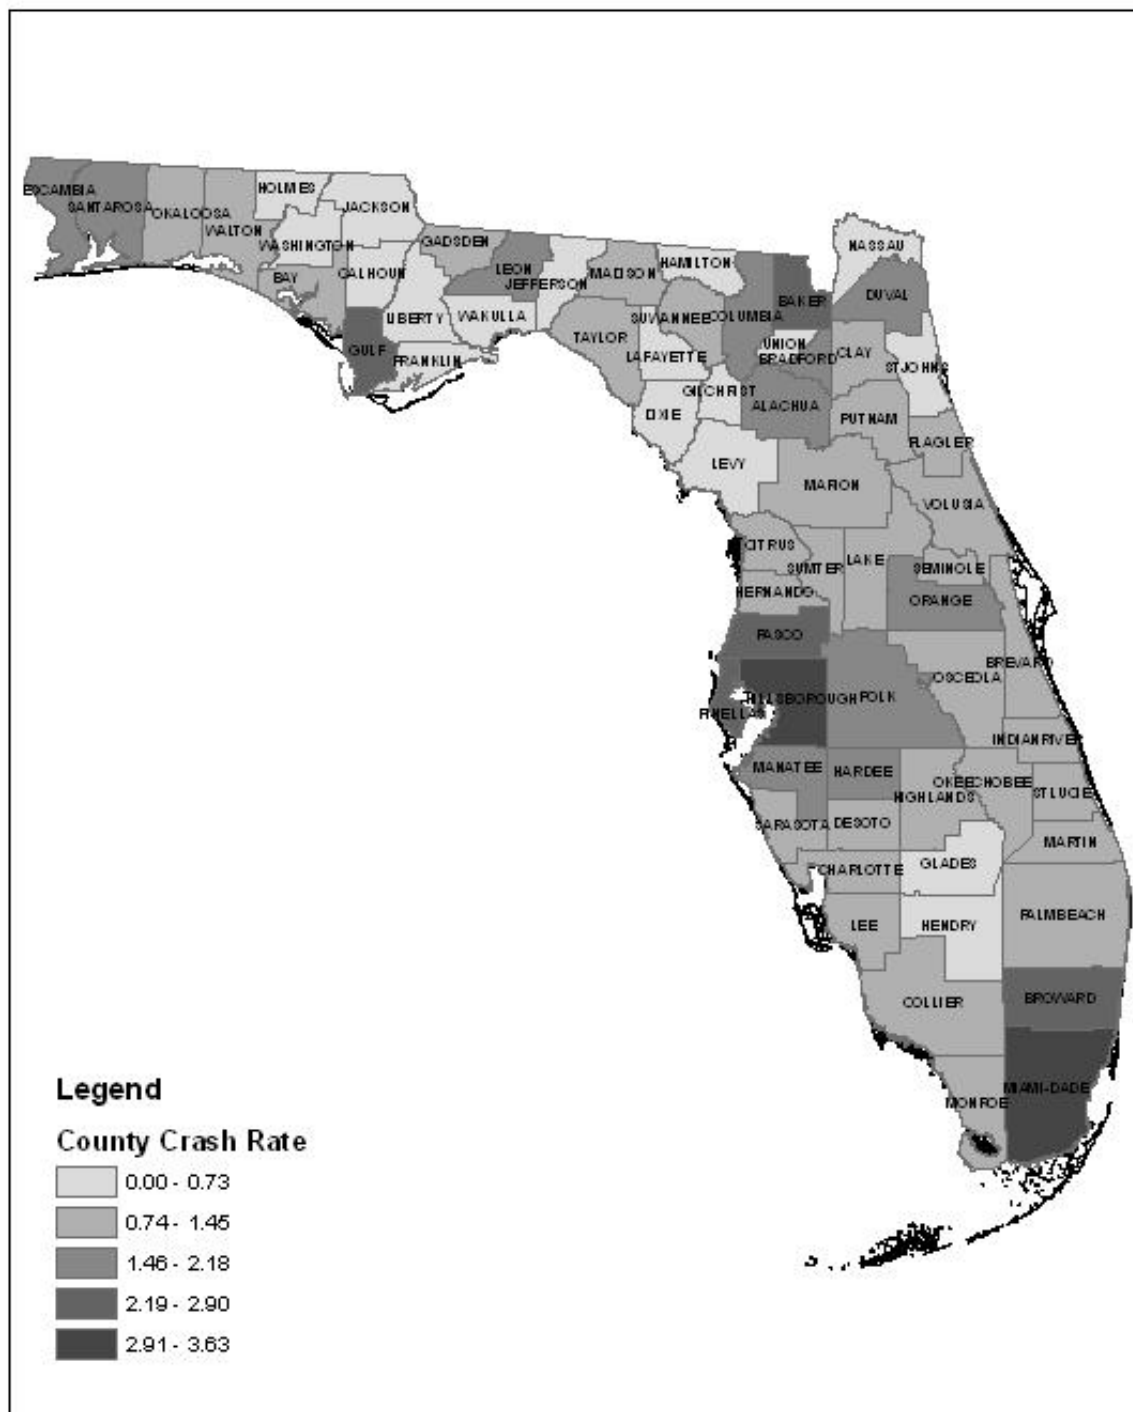 HOLMES
ESCAMBIA
SANTAROSA
OKALOOSA
JACKSON
WALTON
WASHINGTON
GADSDEN
NASSAU
BAY
CALHOUN
LEON
JEFFERSON
MADISON
HAMILTON
BAKER
DUVAL
LIBERTY
WAKULLA
SUWANNEE
COLUMBIA
TAYLOR
UNION
GULF
FRANKLIN
LAFAYETTE
BRADFORD
CLAY
ST JOHNS
GILCHRIST
ALACHUA
DIXIE
PUTNAM
FLAGLER
LEVY
MARION
VOLUSIA
CITRUS
SUMTER
LAKE
SEMINOLE
HERNANDO
ORANGE
PASCO
BREVARD
OSCEOLA
HILLSBOROUGH
POLK
PINELLAS
INDIAN RIVER
MANATEE
HARDEE
OKEECHOBEE
HIGHLANDS
ST LUCIE
SARASOTA
DESOTO
MARTIN
CHARLOTTE
GLADES
PALM BEACH
LEE
HENDRY
COLLIER
BROWARD
MIAMI-DADE
MONROE
Legend
County Crash Rate
0.00 - 0.73
0.74 - 1.45
1.46 - 2.18
2.19 - 2.90
2.91 - 3.63